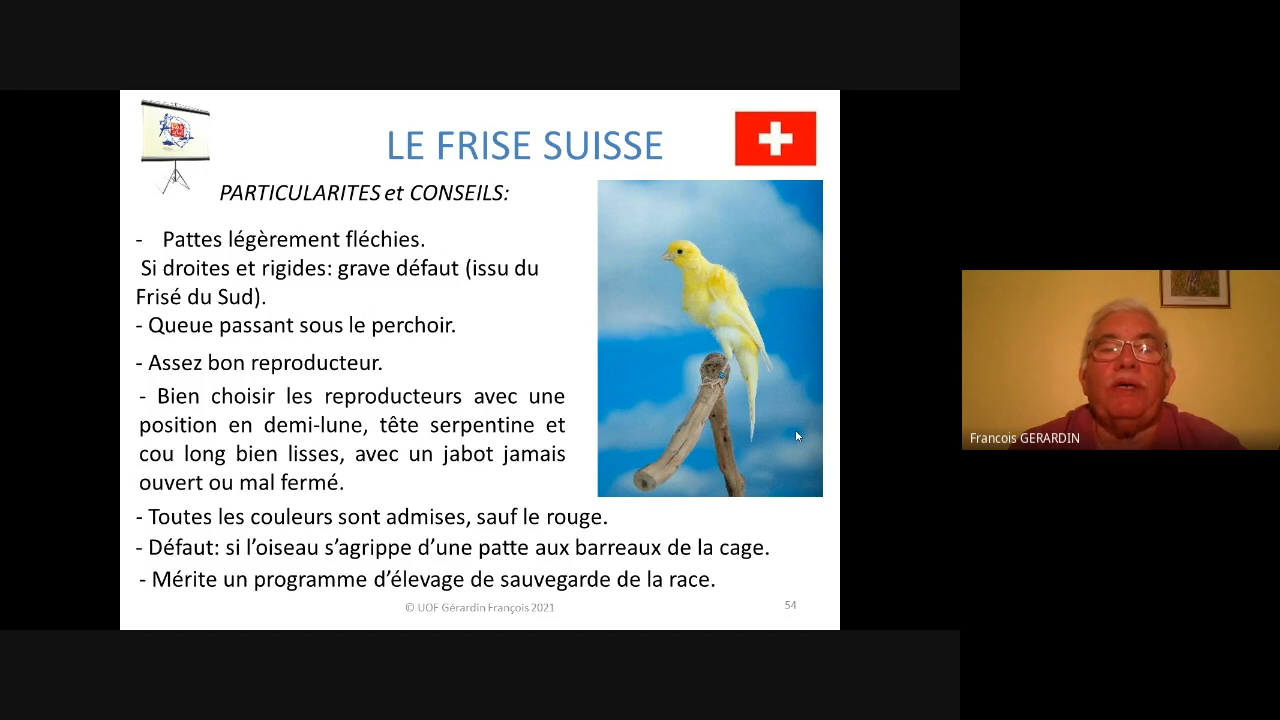 LE FRISE SUISSE
PARTICULARITES et CONSEILS:
- Pattes légèrement fléchies.
Si droites et rigides: grave défaut (issu du
Frisé du Sud).
- Queue passant sous le perchoir.
- Assez bon reproducteur.
- Bien choisir les reproducteurs avec une
position en demi-lune, tête serpentine et
cou long bien lisses, avec un jabot jamais
ouvert ou mal fermé.
- Toutes les couleurs sont admises, sauf le rouge.
- Défaut: si l’oiseau s’agrippe d’une patte aux barreaux de la cage.
- Mérite un programme d’élevage de sauvegarde de la race.
© UOF Gérardin François 2021
54
Francois GERARDIN